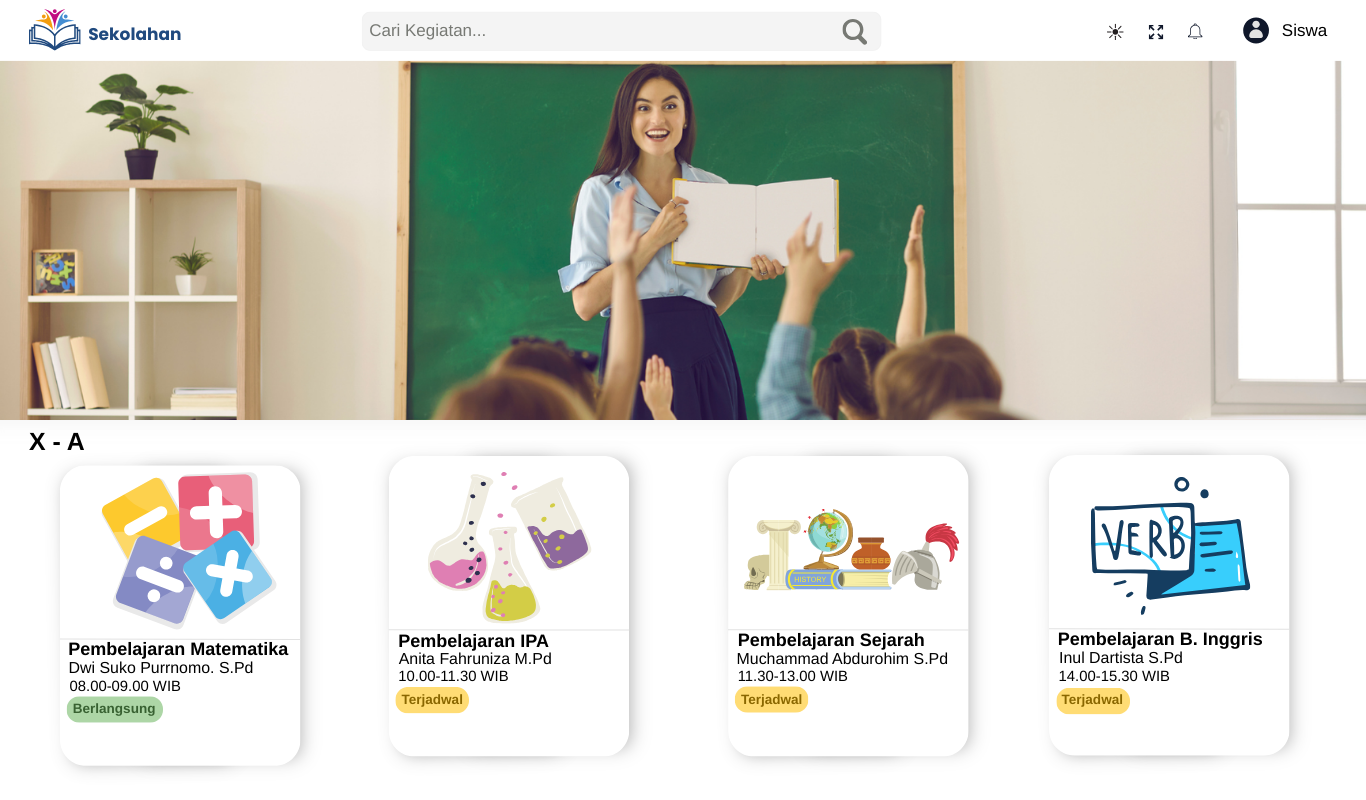 Sekolahan
Cari Kegiatan...
Siswa
X - A
Pembelajaran Matematika
Dwi Suko Purrnomo. S.Pd
08.00-09.00 WIB
Berlangsung
Pembelajaran IPA
Anita Fahruniza M.Pd
10.00-11.30 WIB
Terjadwal
HISTORY
Pembelajaran Sejarah
Muchammad Abdurohim S.Pd
11.30-13.00 WIB
Terjadwal
VERB
Pembelajaran B. Inggris
Inul Dartista S.Pd
14.00-15.30 WIB
Terjadwal